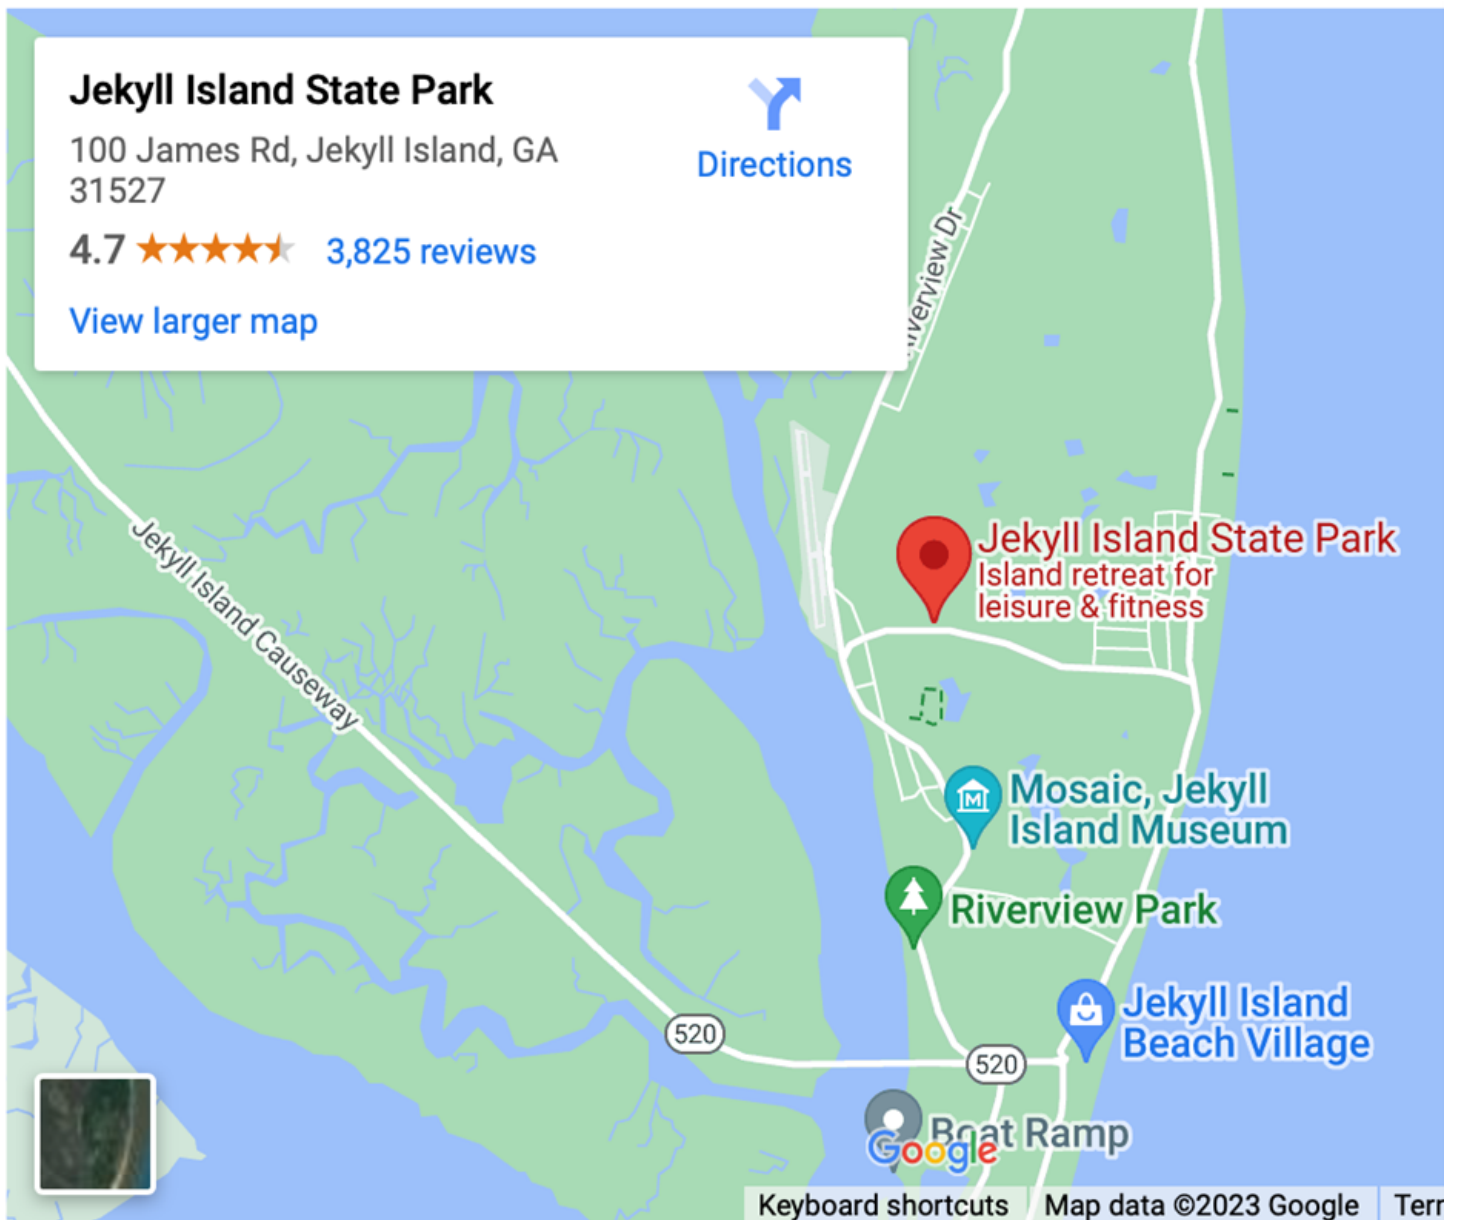 Jekyll Island State Park
100 James Rd, Jekyll Island, GA
31527
4.7
3,825 reviews
View larger map
Directions
Riverview Dr
Jekyll Island Causeway
Jekyll Island State Park
Island retreat for
leisure & fitness
Mosaic, Jekyll
Island Museum
M
Riverview Park
Jekyll Island
Beach Village
520
520
Boat Ramp
Google
Keyboard shortcuts
Map data ©2023 Google